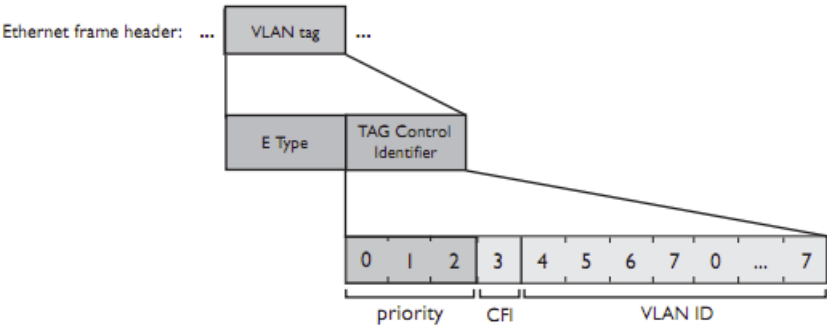 Ethernet frame header: ... VLAN tag ...
E Type TAG Control
Identifier
0 1 2 3 4 5 6 7 0 ... 7
priority CFI VLAN ID